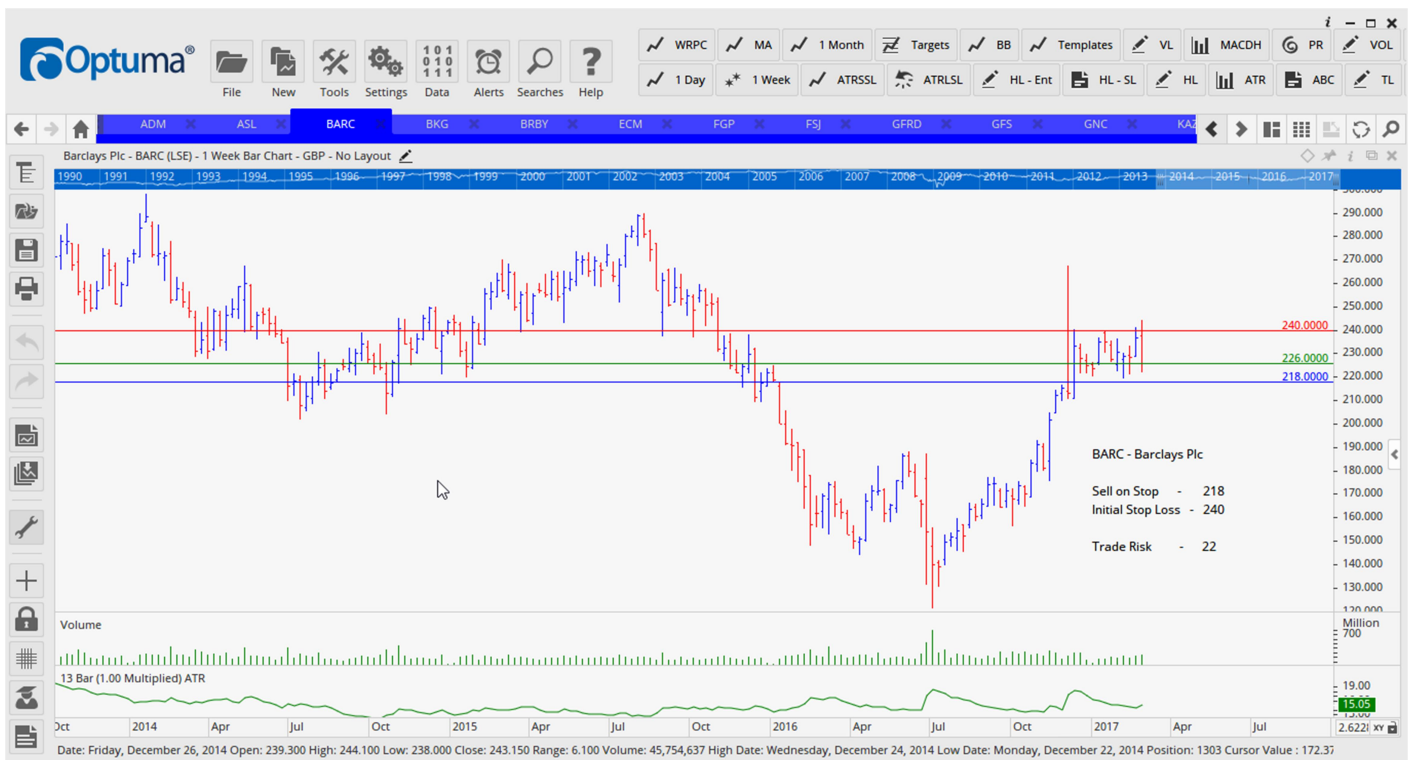 Optuma®
File New Tools Settings Data Alerts Searches Help
WRPC MA 1 Month Targets BB Templates VL MACDH PR VOL
1 Day 1 Week ATRSSL ATRLSL HL - Ent HL - SL HL ATR ABC TL
ADM ASL BARC BKG BRBY ECM FGP FSJ GFRD GFS GNC KAZ
Barclays Plc - BARC (LSE) - 1 Week Bar Chart - GBP - No Layout
1990 1991 1992 1993 1994 1995 1996 1997 1998 1999 2000 2001 2002 2003 2004 2005 2006 2007 2008 2009 2010 2011 2012 2013 2014 2015 2016 2017
300.000
290.000
280.000
270.000
260.000
250.000
240.0000 240.000
230.000
226.0000
220.000
218.0000
210.000
200.000
190.000
BARC - Barclays Plc
180.000
Sell on Stop - 218
170.000
Initial Stop Loss - 240
160.000
Trade Risk - 22
150.000
140.000
130.000
120.000
Volume Million
700
13 Bar (1.00 Multiplied) ATR
19.00
15.05
13.00
Oct 2014 Apr Jul Oct 2015 Apr Jul Oct 2016 Apr Jul Oct 2017 Apr Jul XY
Date: Friday, December 26, 2014 Open: 239.300 High: 244.100 Low: 238.000 Close: 243.150 Range: 6.100 Volume: 45,754,637 High Date: Wednesday, December 24, 2014 Low Date: Monday, December 22, 2014 Position: 1303 Cursor Value : 172.37